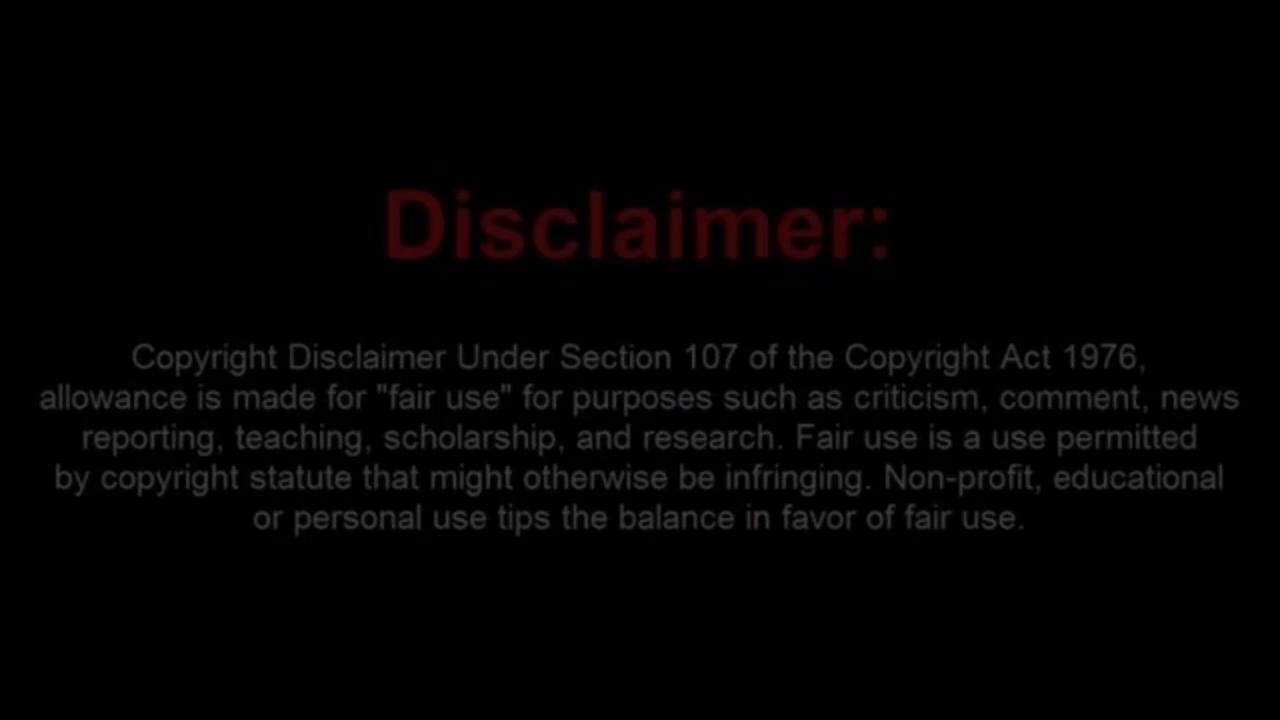 Disclaimer:
Copyright Disclaimer Under Section 107 of the Copyright Act 1976,
allowance is made for "fair use" for purposes such as criticism, comment, news
reporting, teaching, scholarship, and research. Fair use is a use permitted
by copyright statute that might otherwise be infringing. Non-profit, educational
or personal use tips the balance in favor of fair use.